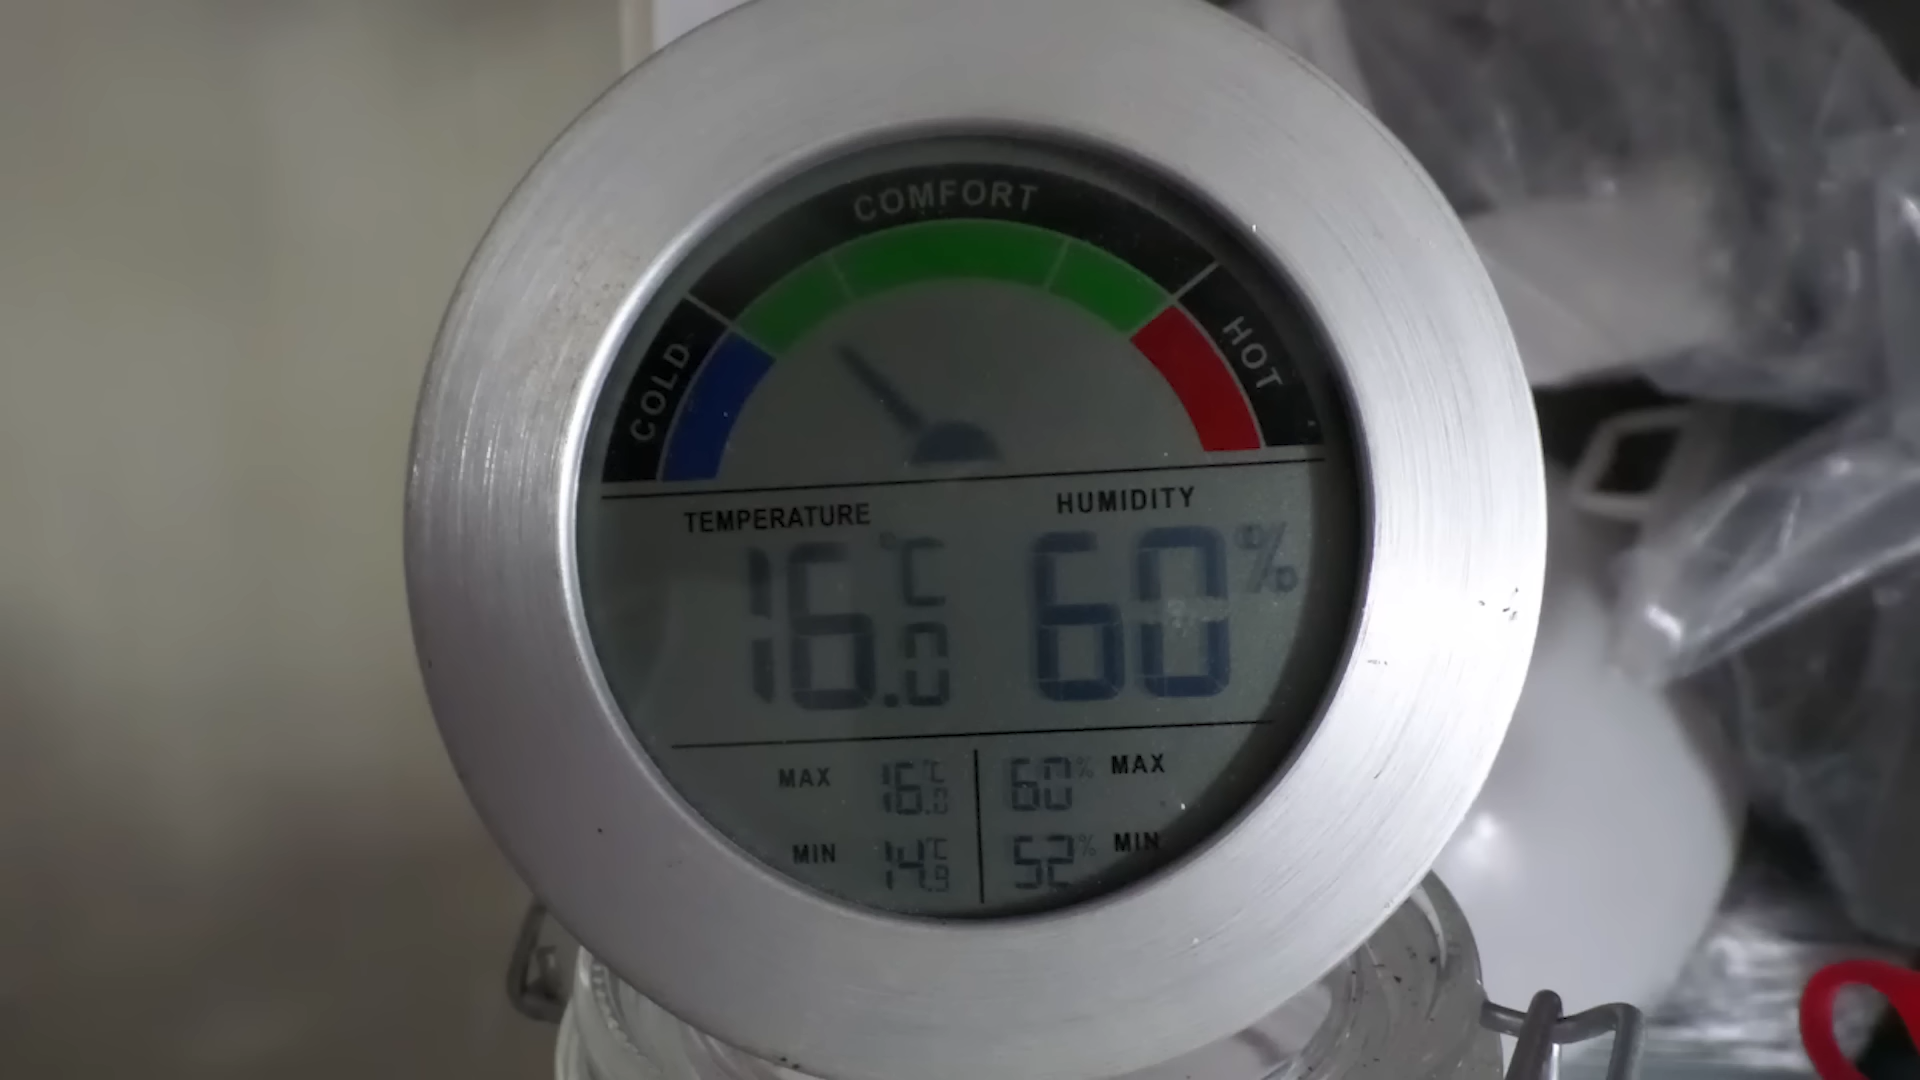 COMFORT
COLD
HOT
TEMPERATURE HUMIDITY
16.0 °C 60 %
MAX 16.0 °C 60 % MAX
MIN 14.9 °C 52 % MIN